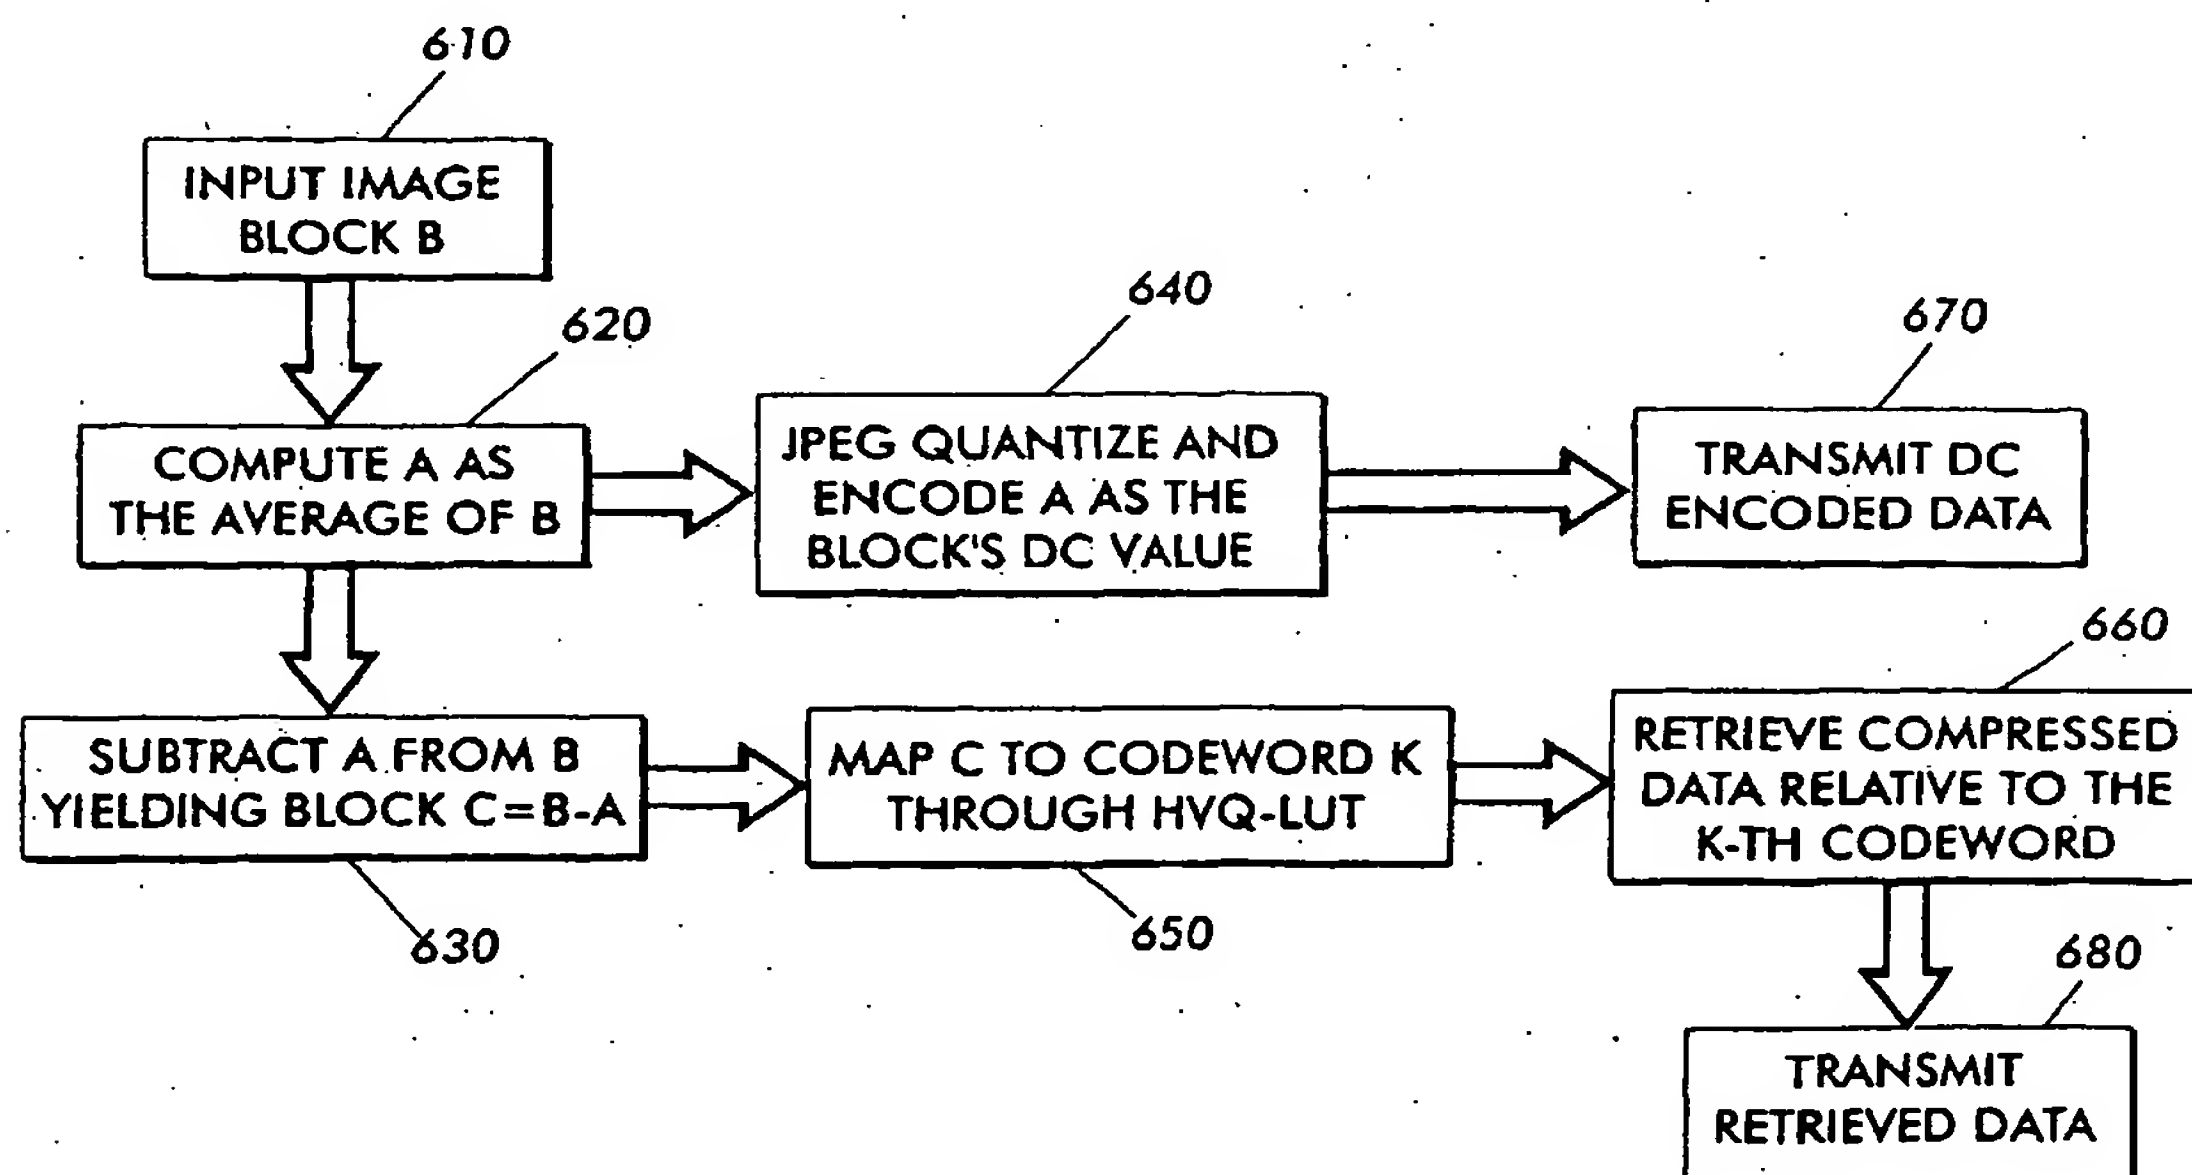 610
INPUT IMAGE
BLOCK B
620
COMPUTE A AS
THE AVERAGE OF B
640
JPEG QUANTIZE AND
ENCODE A AS THE
BLOCK'S DC VALUE
670
TRANSMIT DC
ENCODED DATA
SUBTRACT A FROM B
YIELDING BLOCK C=B-A
630
MAP C TO CODEWORD K
THROUGH HVQ-LUT
650
660
RETRIEVE COMPRESSED
DATA RELATIVE TO THE
K-TH CODEWORD
680
TRANSMIT
RETRIEVED DATA